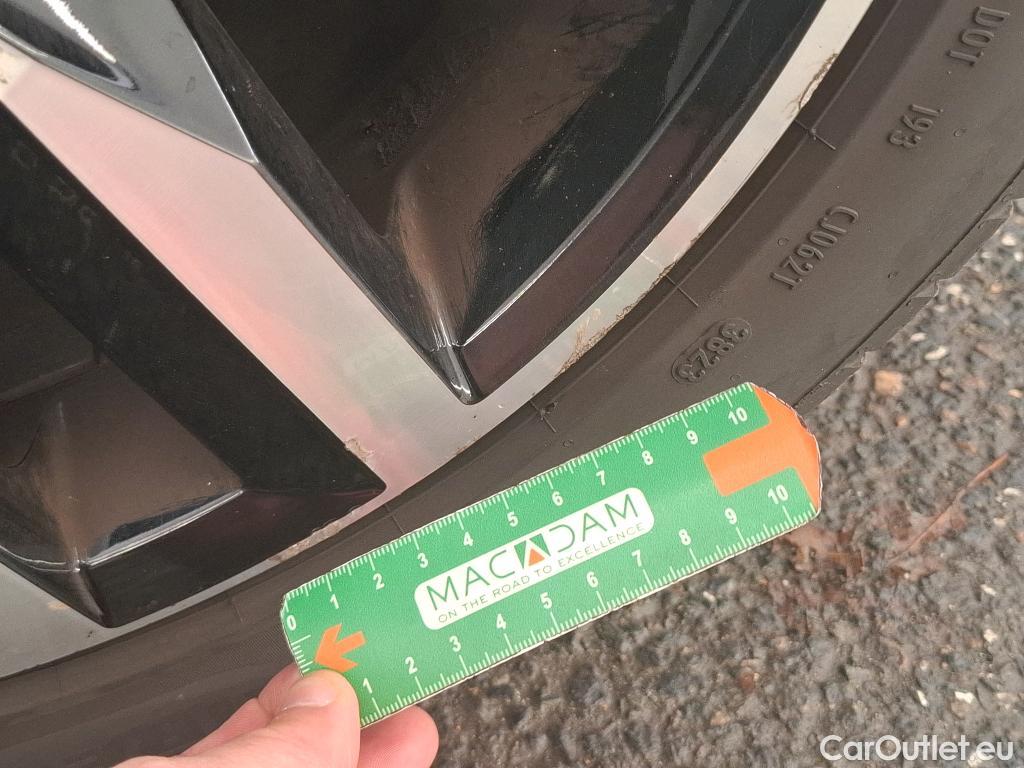 DOT
193
CJ0621
3823
0 1 2 3 4 5 6 7 8 9 10
MACADAM
ON THE ROAD TO EXCELLENCE
1 2 3 4 5 6 7 8 9 10
CarOutlet.eu